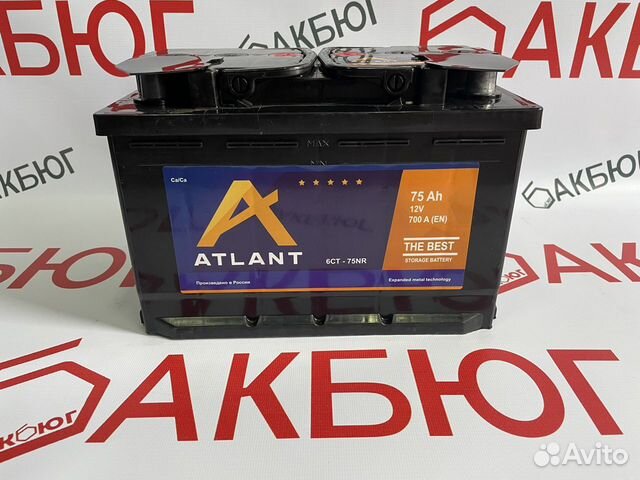 АКБЮГ
АКБЮГ
АКБЮГ
АКБЮГ
MAX
MIN
Ca/Ca
ATLANT
6СТ - 75NR
Произведено в России
75 Ah
12V
700 A (EN)
THE BEST
STORAGE BATTERY
Expanded metal technology
АКБЮГ
АКБЮГ
АКБЮГ
АКБЮГ
Avito